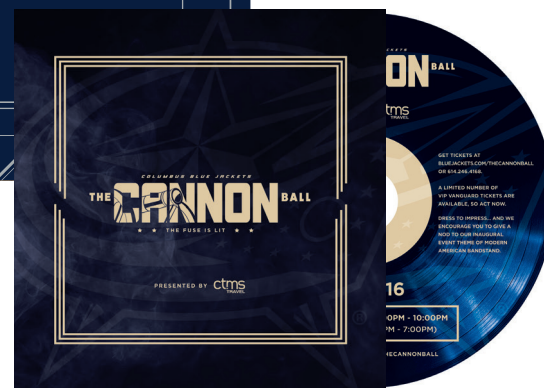 COLUMBUS BLUE JACKETS
THE CANNON BALL
★ ★ THE FUSE IS LIT ★ ★
PRESENTED BY ctms
TRAVEL
ON BALL
TRAVEL
GET TICKETS AT
BLUEJACKETS.COM/THECANNONBALL
OR 614.246.4168.
A LIMITED NUMBER OF
VIP VANGUARD TICKETS ARE
AVAILABLE, SO ACT NOW.
DRESS TO IMPRESS... AND WE
ENCOURAGE YOU TO GIVE A
NOD TO OUR INAUGURAL
EVENT THEME OF MODERN
AMERICAN BANDSTAND.
16
PM - 10:00PM
PM - 7:00PM)
HECANNONBALL